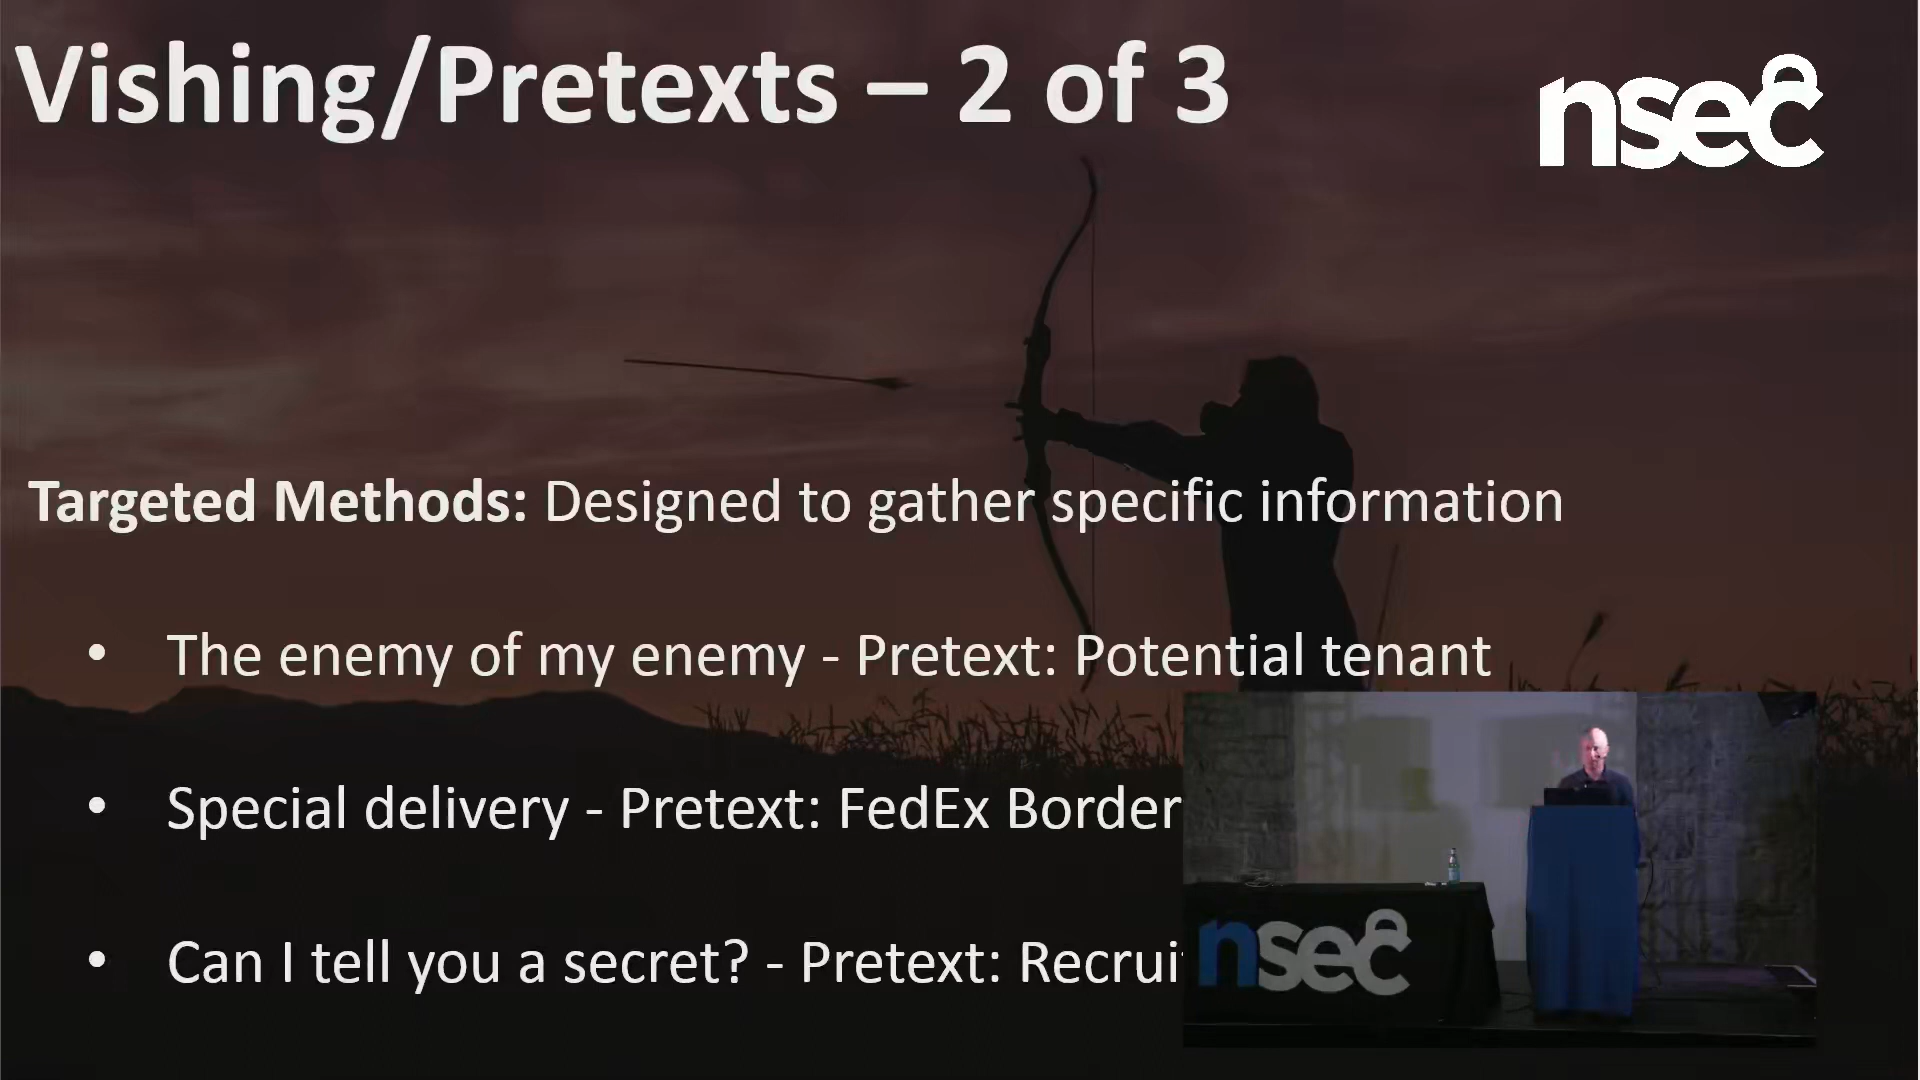 Vishing/Pretexts – 2 of 3
nsec
Targeted Methods: Designed to gather specific information
• The enemy of my enemy - Pretext: Potential tenant
• Special delivery - Pretext: FedEx Border
• Can I tell you a secret? - Pretext:
nsec